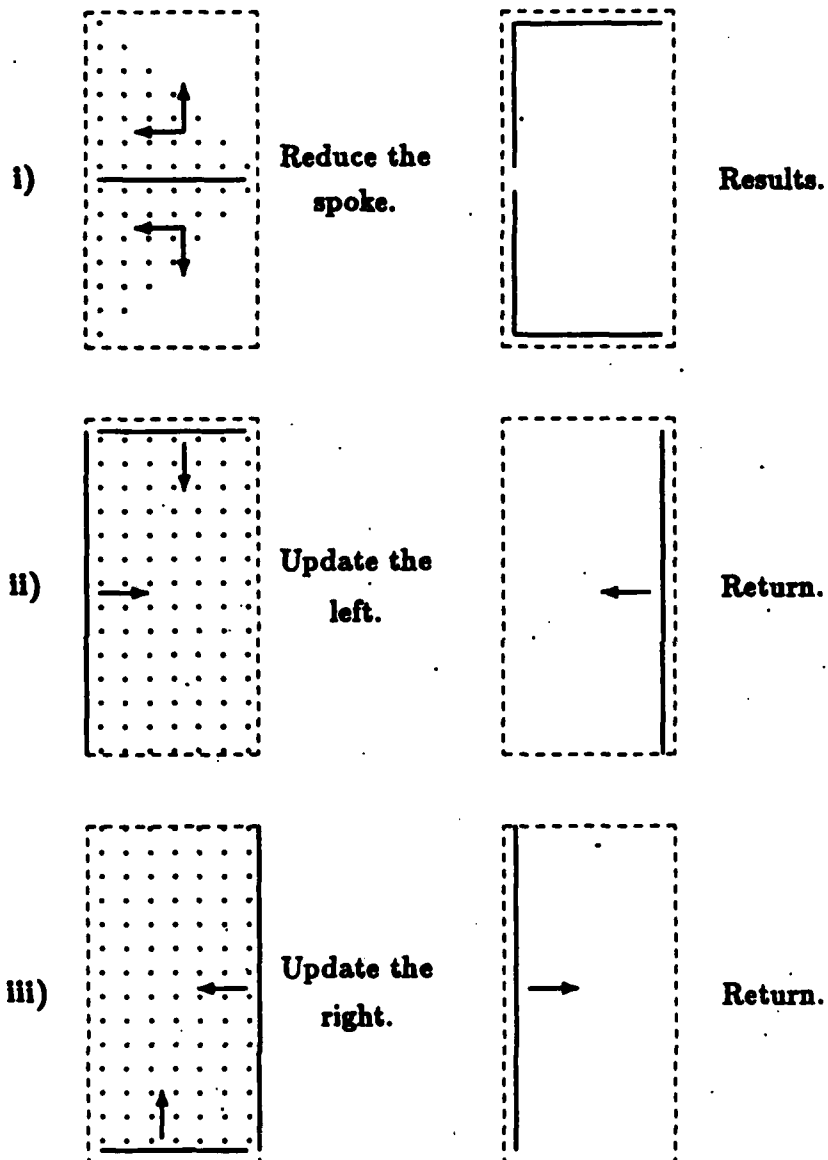 i)
Reduce the
spoke.
Results.
ii)
Update the
left.
Return.
iii)
Update the
right.
Return.